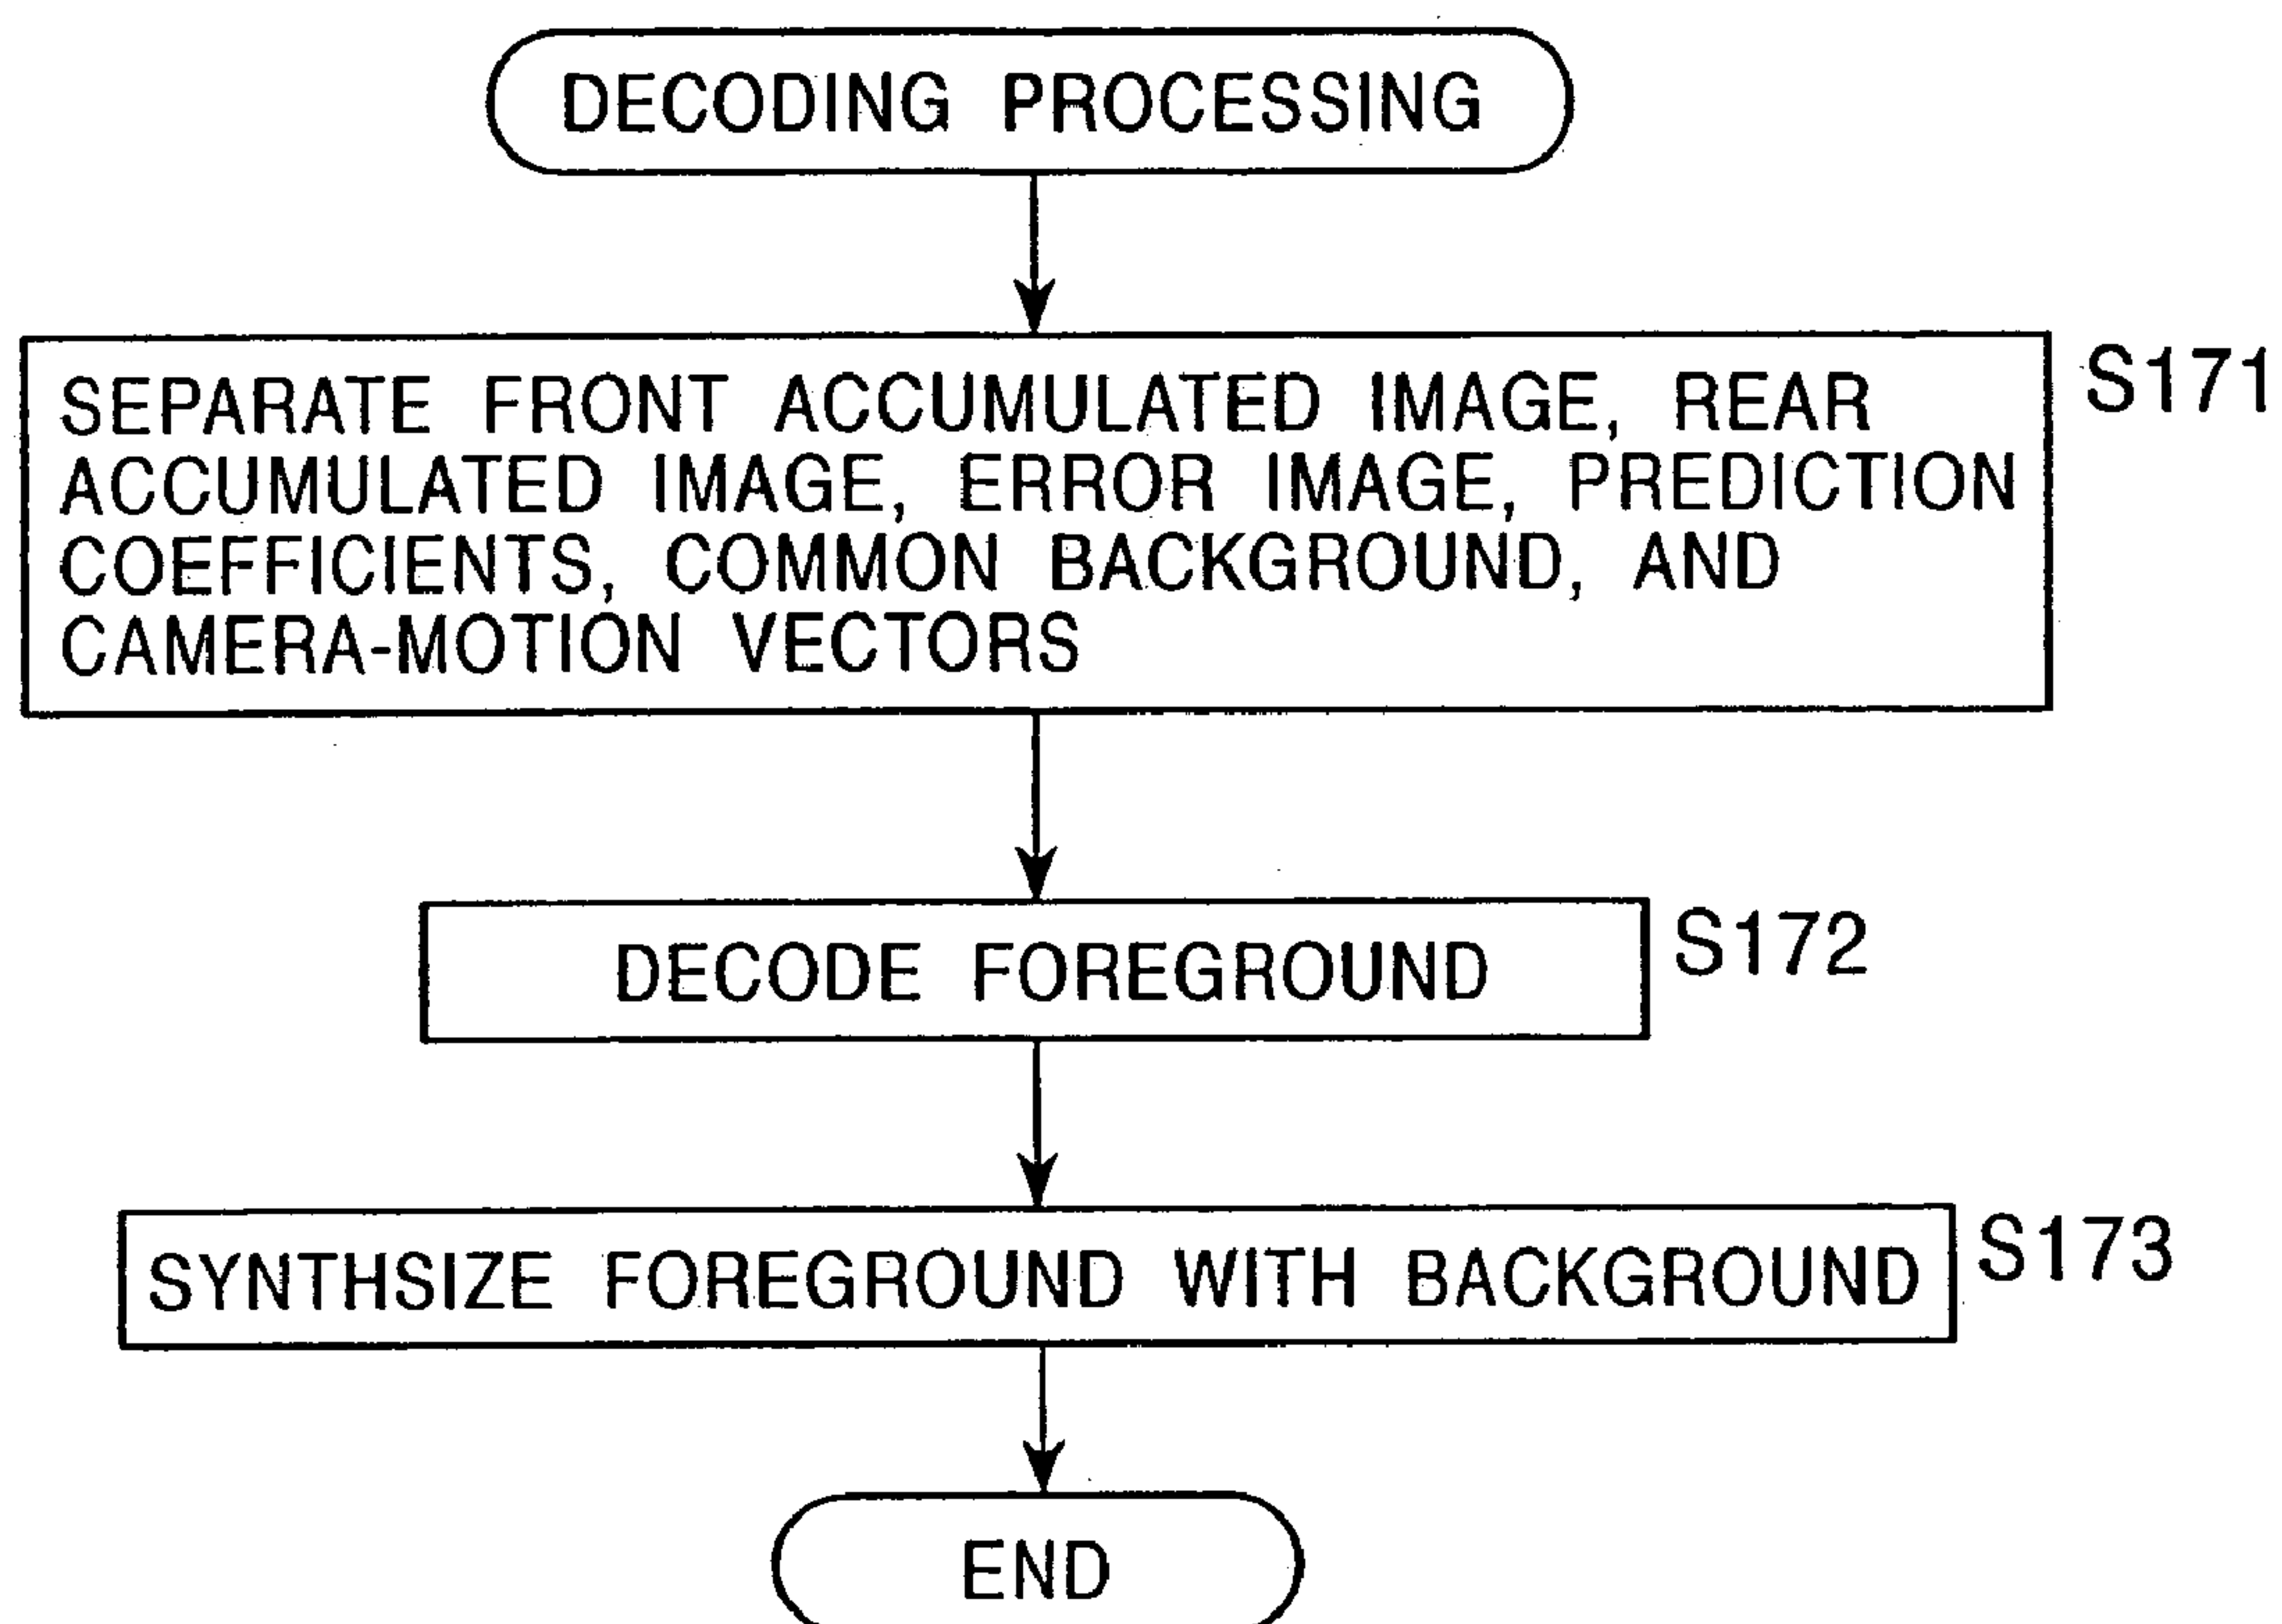 DECODING PROCESSING
SEPARATE FRONT ACCUMULATED IMAGE, REAR
ACCUMULATED IMAGE, ERROR IMAGE, PREDICTION
COEFFICIENTS, COMMON BACKGROUND, AND
CAMERA-MOTION VECTORS
S171
DECODE FOREGROUND
S172
SYNTHSIZE FOREGROUND WITH BACKGROUND
S173
END